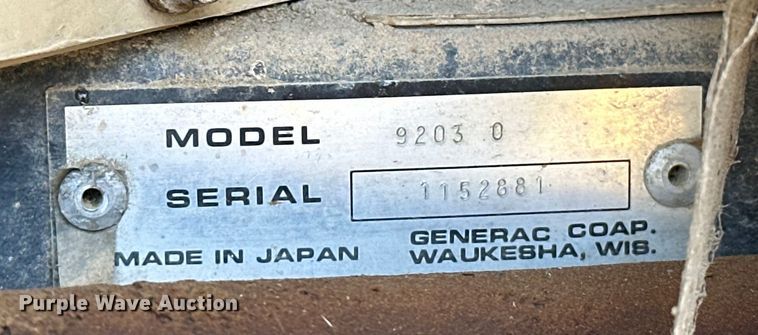 MODEL 9203 0
SERIAL 1152881
MADE IN JAPAN GENERAC COAP.
WAUKESHA, WIS.
Purple Wave Auction